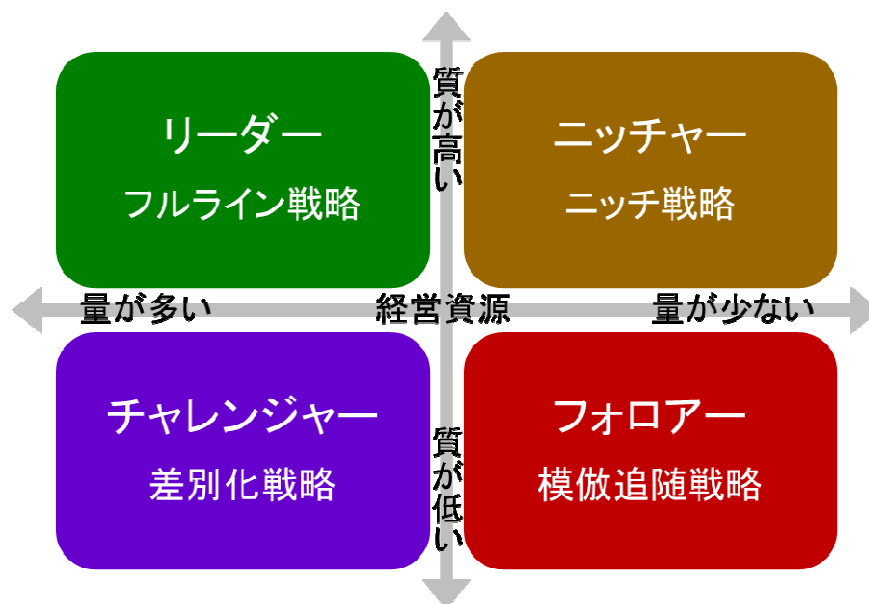 質が高い
リーダー
フルライン戦略
ニッチャー
ニッチ戦略
量が多い
経営資源
量が少ない
チャレンジャー
差別化戦略
フォロアー
模倣追随戦略
質が低い